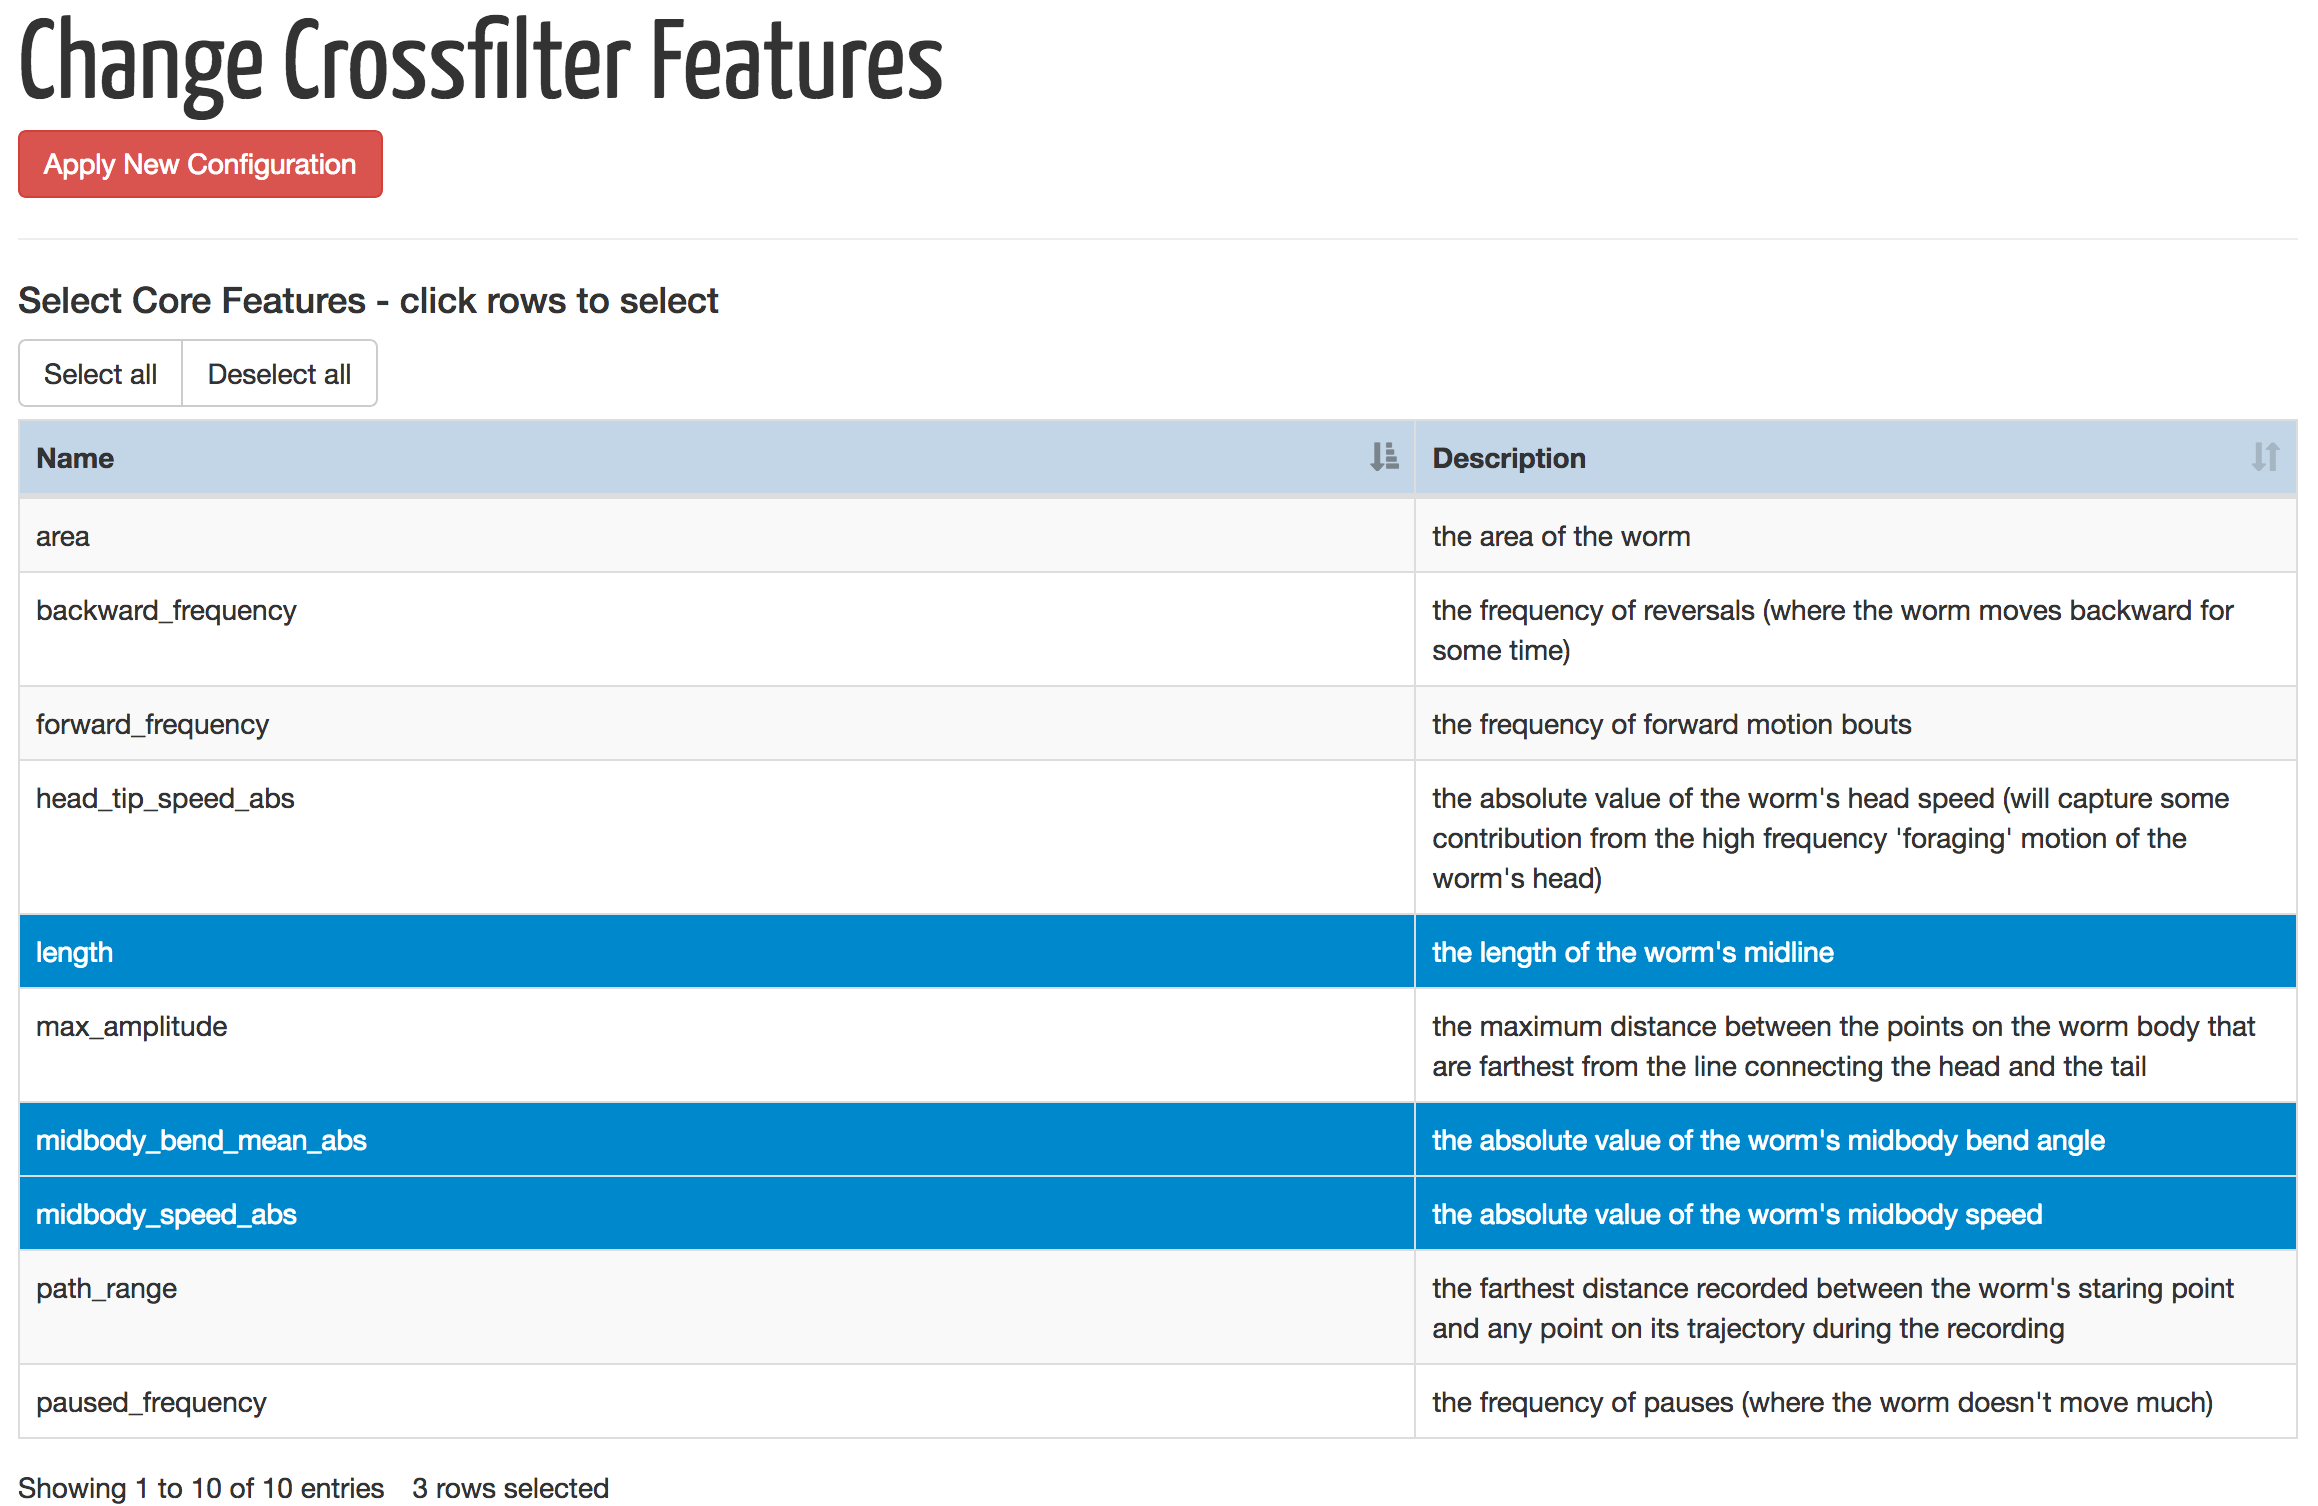 Change Crossfilter Features
Apply New Configuration
Select Core Features - click rows to select
Select all Deselect all
Name Description
area the area of the worm
backward_frequency the frequency of reversals (where the worm moves backward for
some time)
forward_frequency the frequency of forward motion bouts
head_tip_speed_abs the absolute value of the worm's head speed (will capture some
contribution from the high frequency 'foraging' motion of the
worm's head)
length the length of the worm's midline
max_amplitude the maximum distance between the points on the worm body that
are farthest from the line connecting the head and the tail
midbody_bend_mean_abs the absolute value of the worm's midbody bend angle
midbody_speed_abs the absolute value of the worm's midbody speed
path_range the farthest distance recorded between the worm's staring point
and any point on its trajectory during the recording
paused_frequency the frequency of pauses (where the worm doesn't move much)
Showing 1 to 10 of 10 entries 3 rows selected